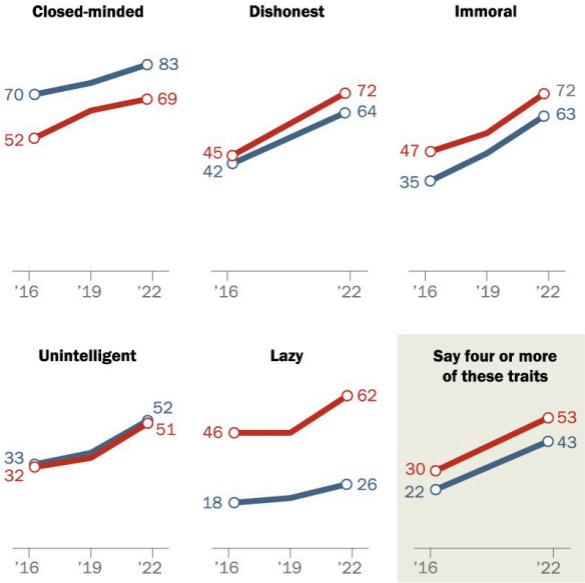 Closed-minded
70
83
52
69
'16 '19 '22
Dishonest
72
64
45
42
'16 '22
Immoral
72
63
47
35
'16 '19 '22
Unintelligent
52
51
33
32
'16 '19 '22
Lazy
62
46
26
18
'16 '19 '22
Say four or more
of these traits
53
43
30
22
'16 '22